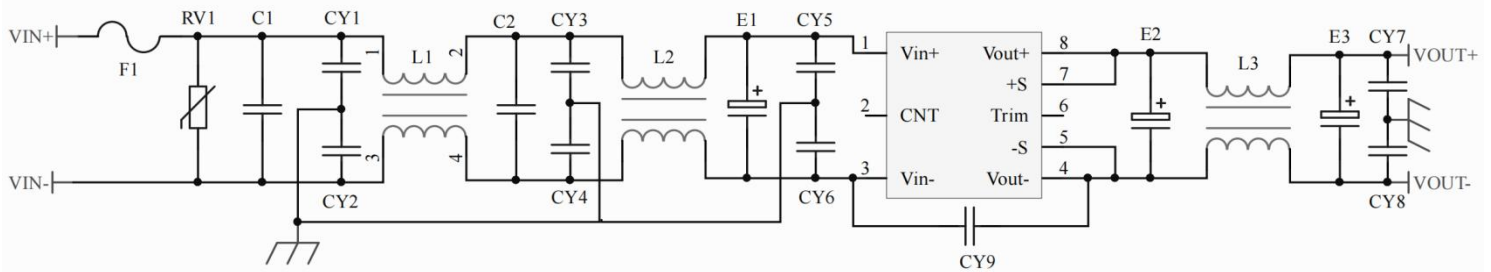 VIN+
F1
RV1
C1
CY1
1
L1
2
C2
CY3
L2
E1
+
CY5
1
Vin+
Vout+
8
+S
7
2
CNT
Trim
6
-S
5
3
Vin-
Vout-
4
E2
+
L3
E3
+
CY7
VOUT+
VIN-
CY2
3
4
CY4
CY6
CY9
CY8
VOUT-